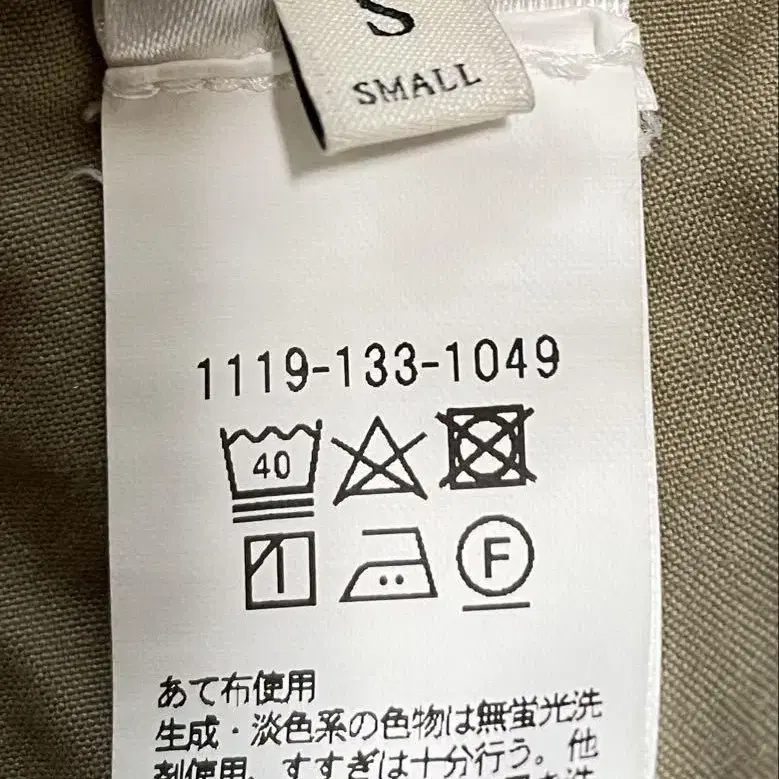 S
SMALL
1119-133-1049
40
F
あて布使用
生成・淡色系の色物は無蛍光洗
剤使用、すすぎは十分行う。他